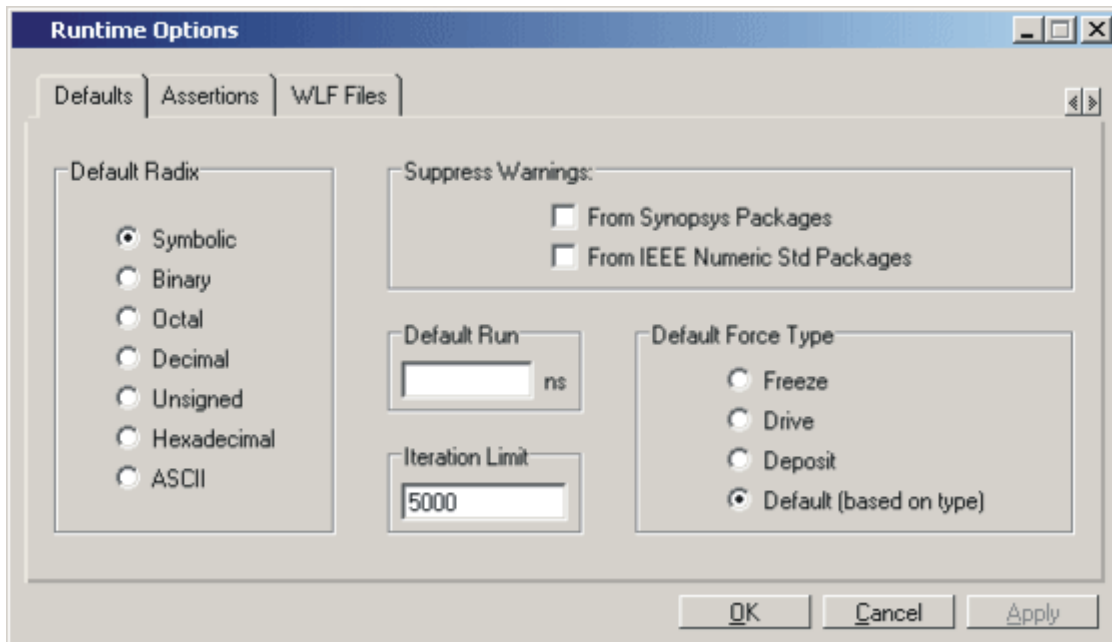 Runtime Options
Defaults
Assertions
WLF Files
Default Radix
Symbolic
Binary
Octal
Decimal
Unsigned
Hexadecimal
ASCII
Suppress Warnings:
From Synopsys Packages
From IEEE Numeric Std Packages
Default Run
ns
Iteration Limit
5000
Default Force Type
Freeze
Drive
Deposit
Default (based on type)
OK
Cancel
Apply